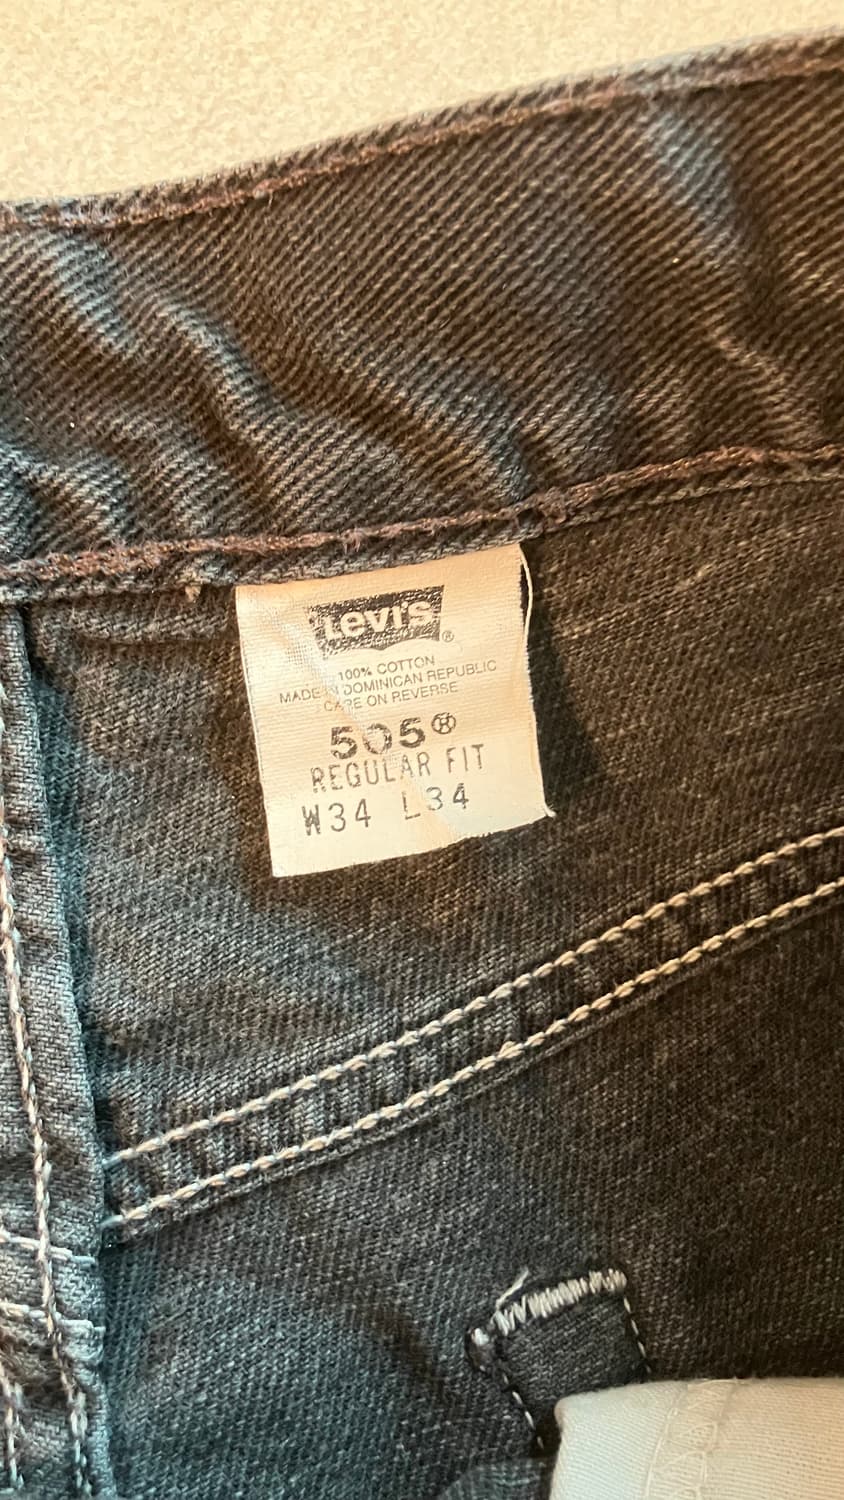 Levi's®
100% COTTON
MADE IN DOMINICAN REPUBLIC
CARE ON REVERSE
505®
REGULAR FIT
W34 L34